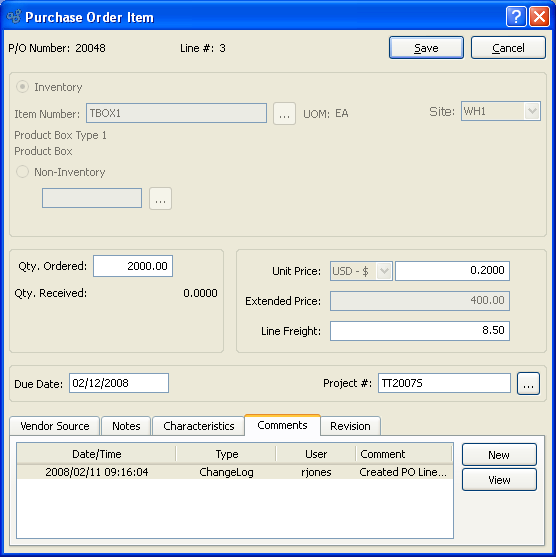 Purchase Order Item
P/O Number: 20048 Line #: 3 Save Cancel
Inventory
Item Number: TBOX1 ... UOM: EA Site: WH1
Product Box Type 1
Product Box
Non-Inventory
...
Qty. Ordered: 2000.00 Unit Price: USD - $ 0.2000
Qty. Received: 0.0000 Extended Price: 400.00
Line Freight: 8.50
Due Date: 02/12/2008 Project #: TT2007S ...
Vendor Source Notes Characteristics Comments Revision
Date/Time Type User Comment New
2008/02/11 09:16:04 ChangeLog rjones Created PO Line... View